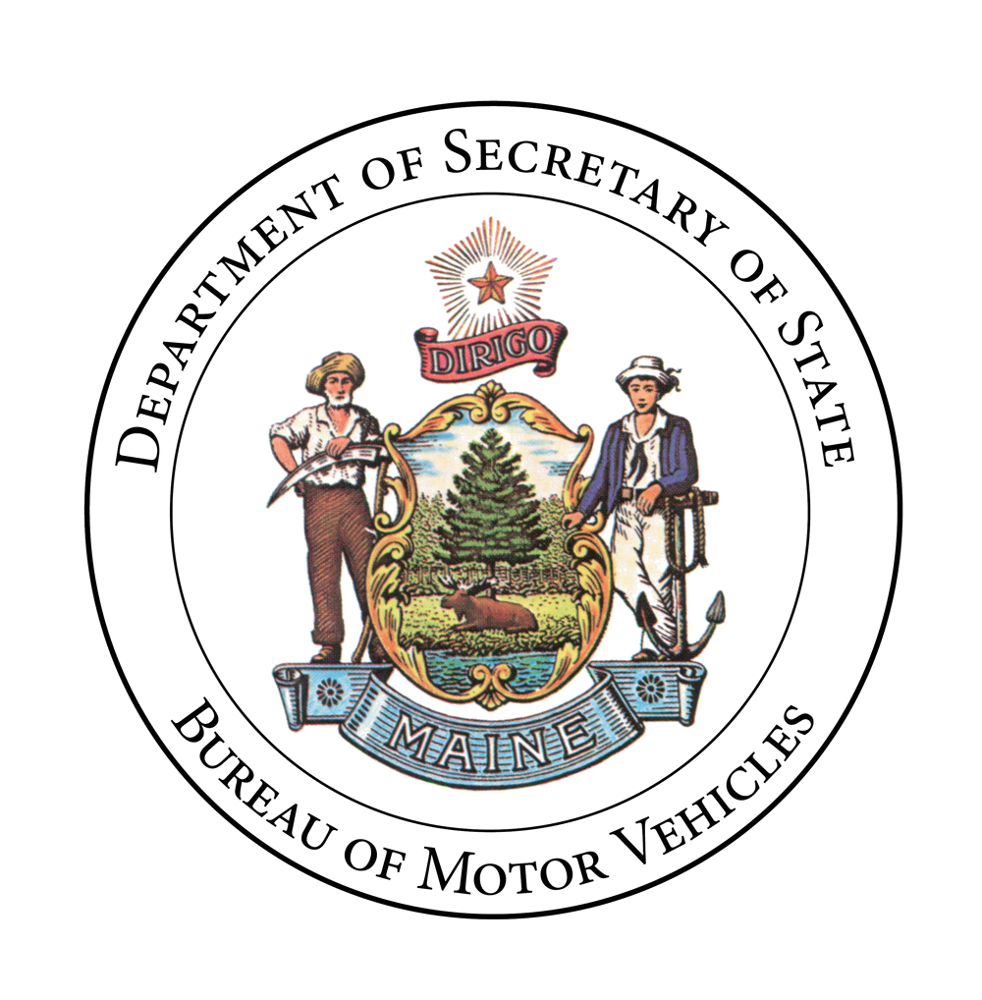 DEPARTMENT OF SECRETARY OF STATE
DIRIGO
MAINE
BUREAU OF MOTOR VEHICLES